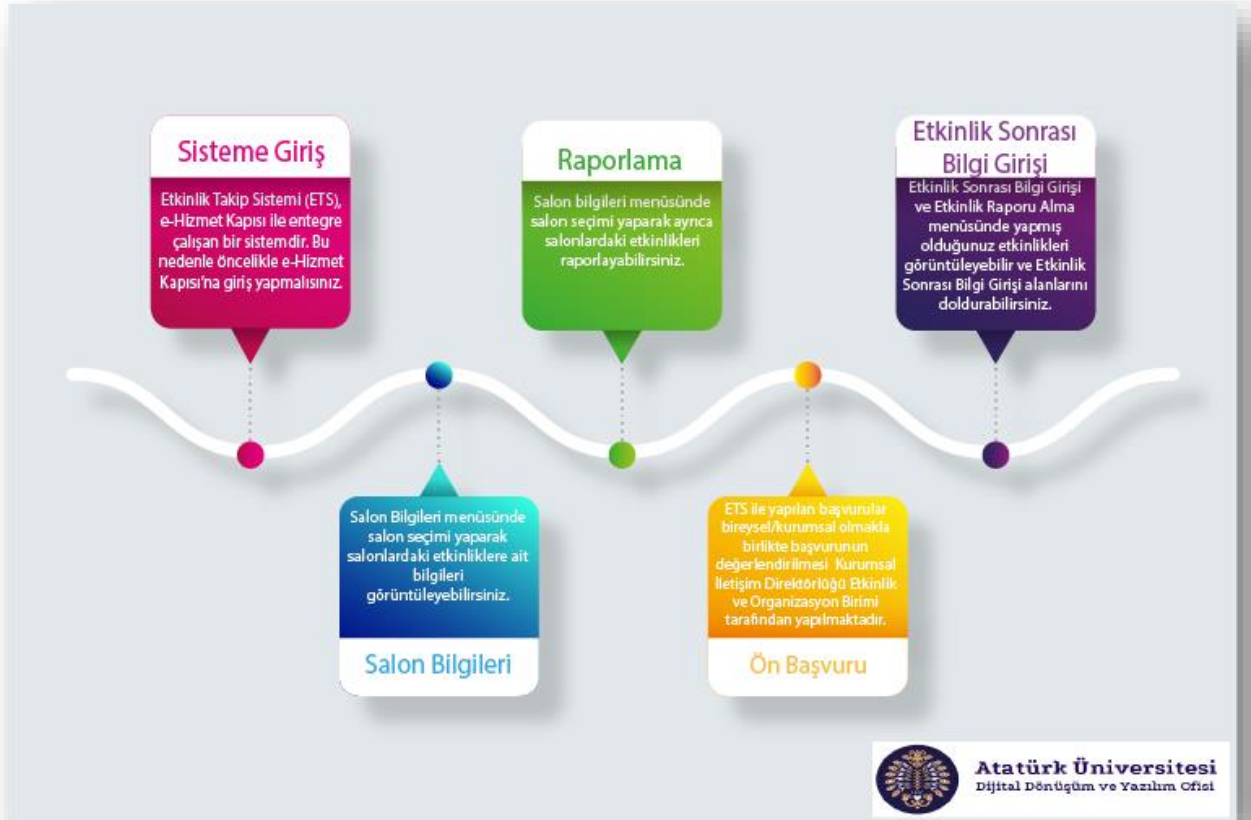 Sisteme Giriş
Etkinlik Takip Sistemi (ETS),
e-Hizmet Kapısı ile entegre
çalışan bir sistemdir. Bu
nedenle öncelikle e-Hizmet
Kapısı'na giriş yapmalısınız.
Salon Bilgileri menüsünde
salon seçimi yaparak
salonlardaki etkinliklere ait
bilgileri
görüntüleyebilirsiniz.
Salon Bilgileri
Raporlama
Salon bilgileri menüsünde
salon seçimi yaparak ayrıca
salonlardaki etkinlikleri
raporlayabilirsiniz.
ETS ile yapılan başvurular
bireysel/kurumsal olmakla
birlikte başvurunun
değerlendirilmesi Kurumsal
İletişim Direktörlüğü Etkinlik
ve Organizasyon Birimi
tarafından yapılmaktadır.
Ön Başvuru
Etkinlik Sonrası
Bilgi Girişi
Etkinlik Sonrası Bilgi Girişi
ve Etkinlik Raporu Alma
menüsünde yapmış
olduğunuz etkinlikleri
görüntüleyebilir ve Etkinlik
Sonrası Bilgi Girişi alanlarını
doldurabilirsiniz.
Atatürk Üniversitesi
Dijital Dönüşüm ve Yazılım Ofisi